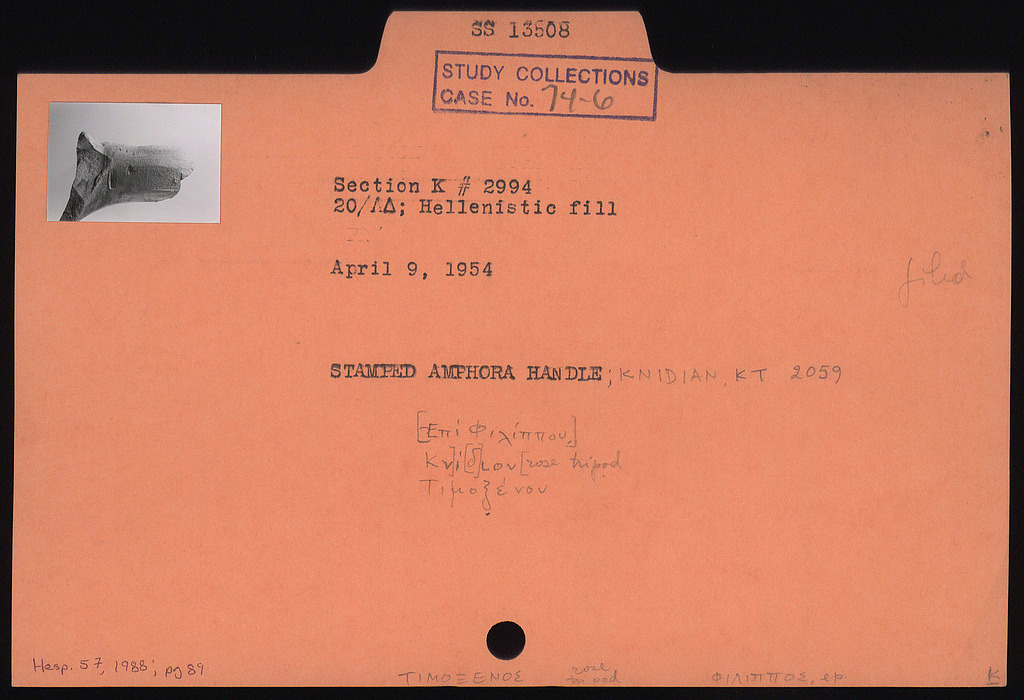 SS 13508
STUDY COLLECTIONS
CASE No. 74-6
Section K # 2994
20/ΛΔ; Hellenistic fill
April 9, 1954
filed
STAMPED AMPHORA HANDLE; KNIDIAN, KT 2059
[Ἐπὶ Φιλίππου]
Κν]ί[δ]ιον [rose tripod
Τιμοξένου
Hesp. 57, 1988; pg 89
ΤΙΜΟΞΕΝΟΣ
rose
tripod
ΦΙΛΙΠΠΟΣ, ep.
K